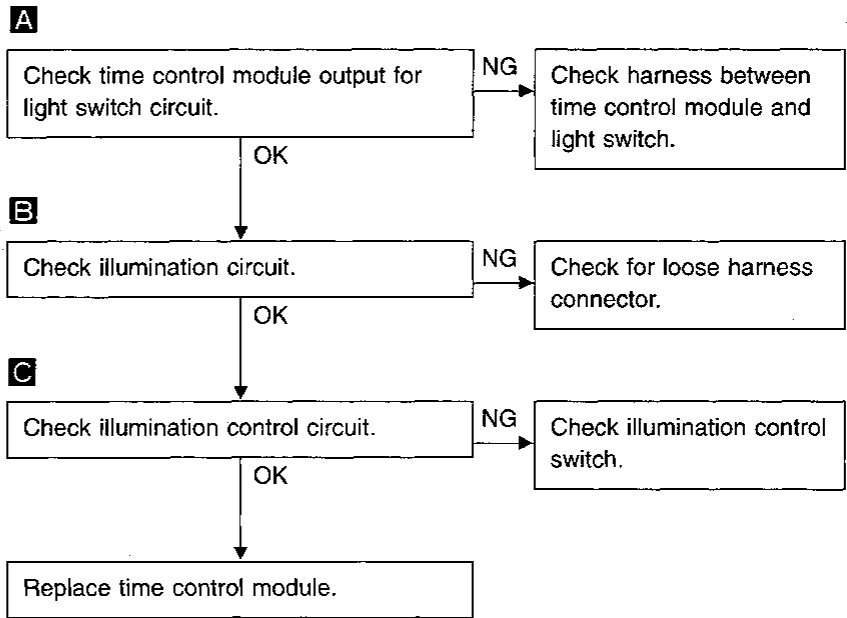 A
Check time control module output for
light switch circuit.
NG
Check harness between
time control module and
light switch.
OK
B
Check illumination circuit.
NG
Check for loose harness
connector.
OK
C
Check illumination control circuit.
NG
Check illumination control
switch.
OK
Replace time control module.